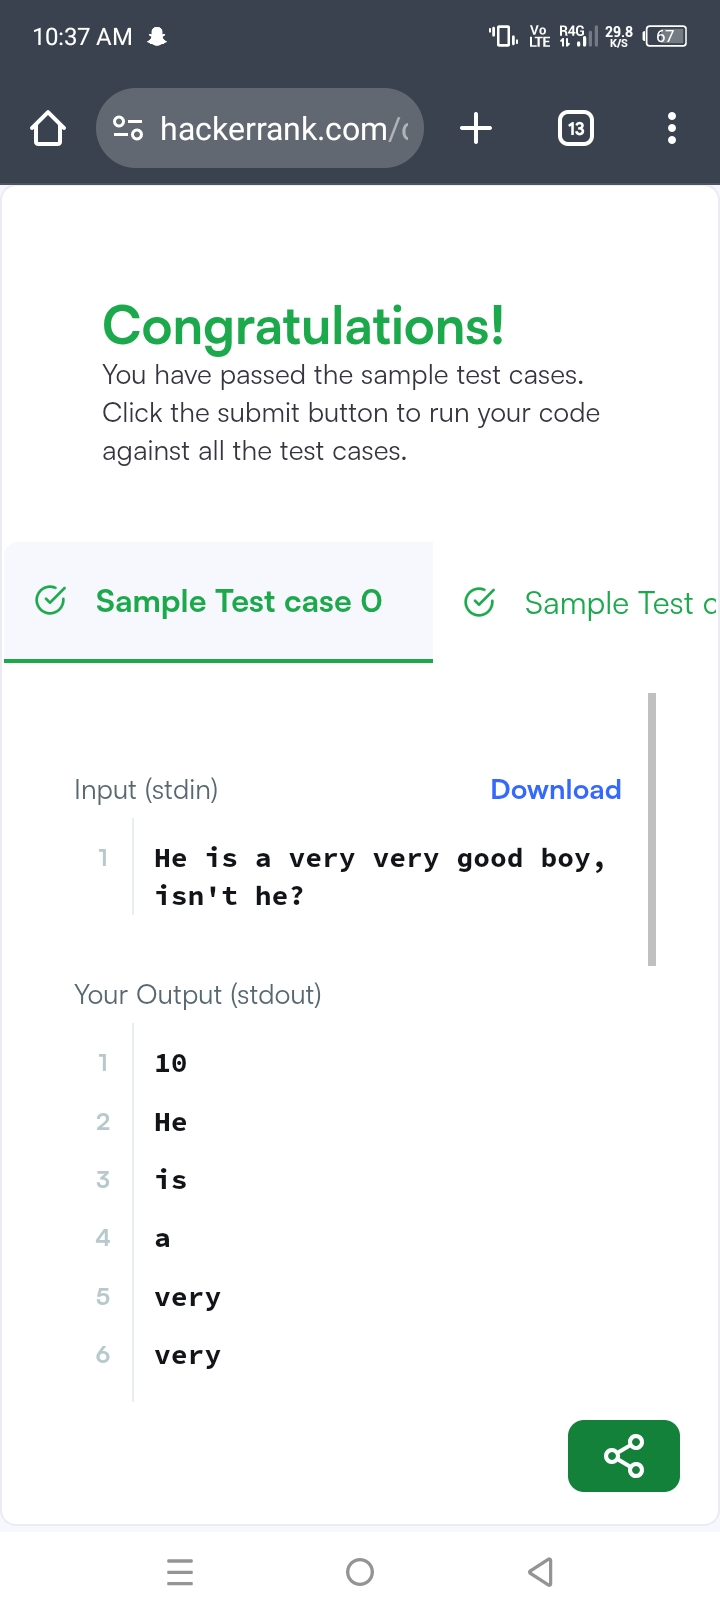 10:37 AM
Vo LTE R4G 29.8 K/S 67
hackerrank.com/
13
Congratulations!
You have passed the sample test cases.
Click the submit button to run your code
against all the test cases.
Sample Test case 0
Sample Test c
Input (stdin)
Download
1 He is a very very good boy,
isn't he?
Your Output (stdout)
1 10
2 He
3 is
4 a
5 very
6 very